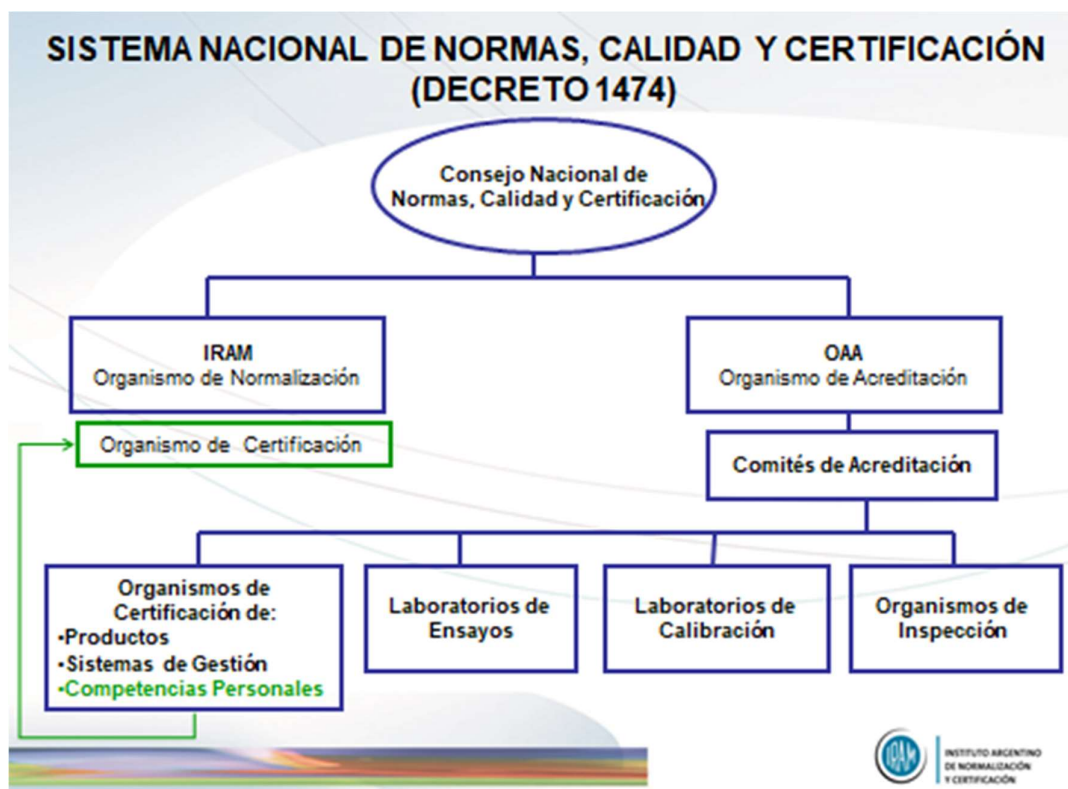 SISTEMA NACIONAL DE NORMAS, CALIDAD Y CERTIFICACIÓN
(DECRETO 1474)
Consejo Nacional de
Normas, Calidad y Certificación
IRAM
Organismo de Normalización
OAA
Organismo de Acreditación
Organismo de Certificación
Comités de Acreditación
Organismos de
Certificación de:
•Productos
•Sistemas de Gestión
•Competencias Personales
Laboratorios de
Ensayos
Laboratorios de
Calibración
Organismos de
Inspección
IRAM
INSTITUTO ARGENTINO
DE NORMALIZACIÓN
Y CERTIFICACIÓN